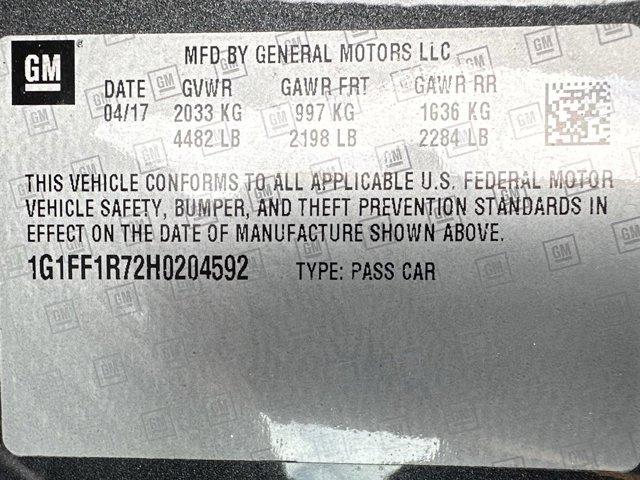 GM
MFD BY GENERAL MOTORS LLC
DATE GVWR GAWR FRT GAWR RR
04/17 2033 KG 997 KG 1036 KG
4482 LB 2198 LB 2284 LB
THIS VEHICLE CONFORMS TO ALL APPLICABLE U.S. FEDERAL MOTOR
VEHICLE SAFETY, BUMPER, AND THEFT PREVENTION STANDARDS IN
EFFECT ON THE DATE OF MANUFACTURE SHOWN ABOVE.
1G1FF1R72H0204592 TYPE: PASS CAR